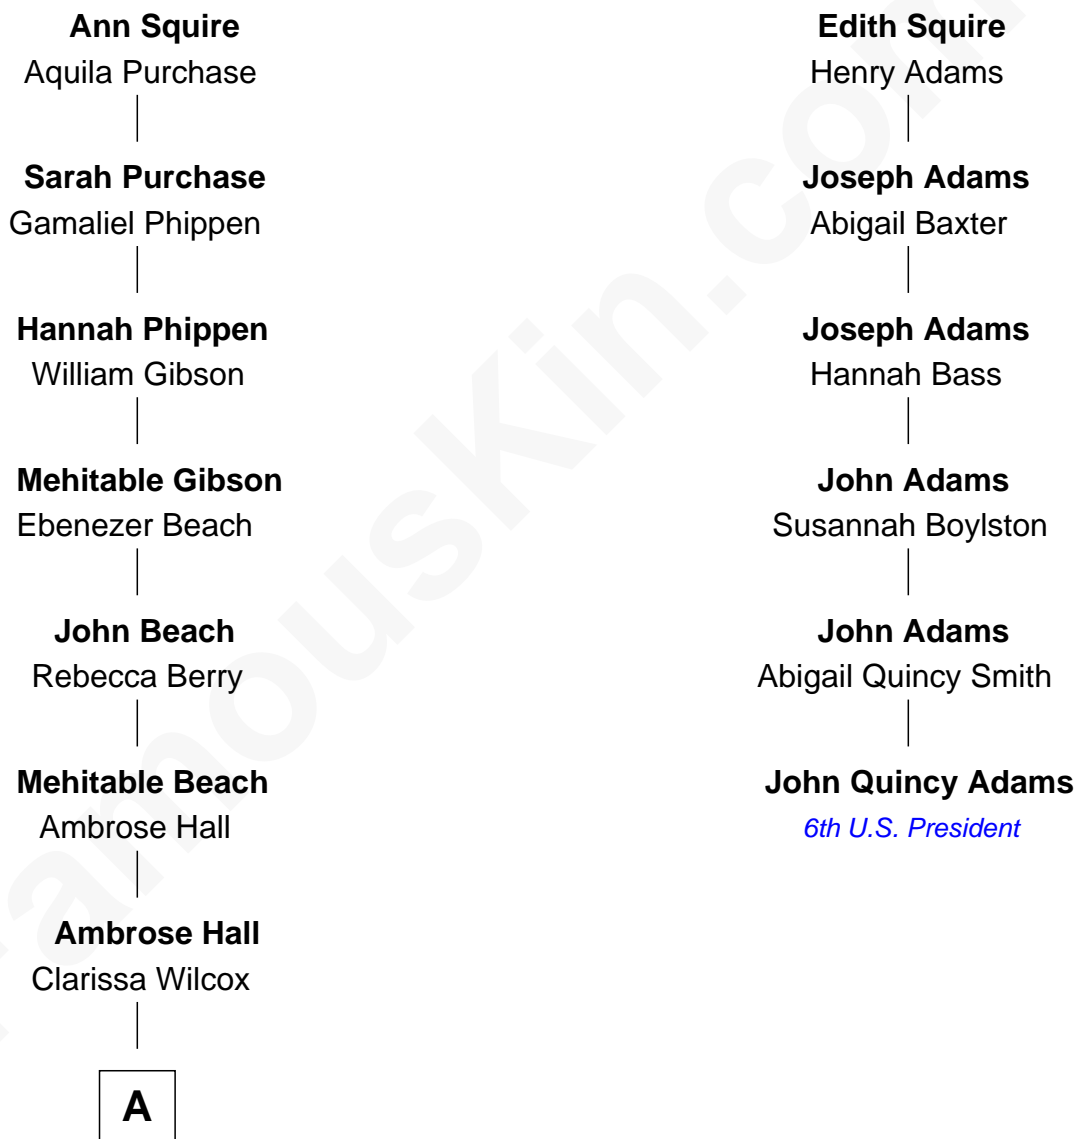 Ann Squire
Aquila Purchase
Sarah Purchase
Gamaliel Phippen
Hannah Phippen
William Gibson
Mehitable Gibson
Ebenezer Beach
John Beach
Rebecca Berry
Mehitable Beach
Ambrose Hall
Ambrose Hall
Clarissa Wilcox
A
Edith Squire
Henry Adams
Joseph Adams
Abigail Baxter
Joseph Adams
Hannah Bass
John Adams
Susannah Boylston
John Adams
Abigail Quincy Smith
John Quincy Adams
6th U.S. President
FamousKin.com